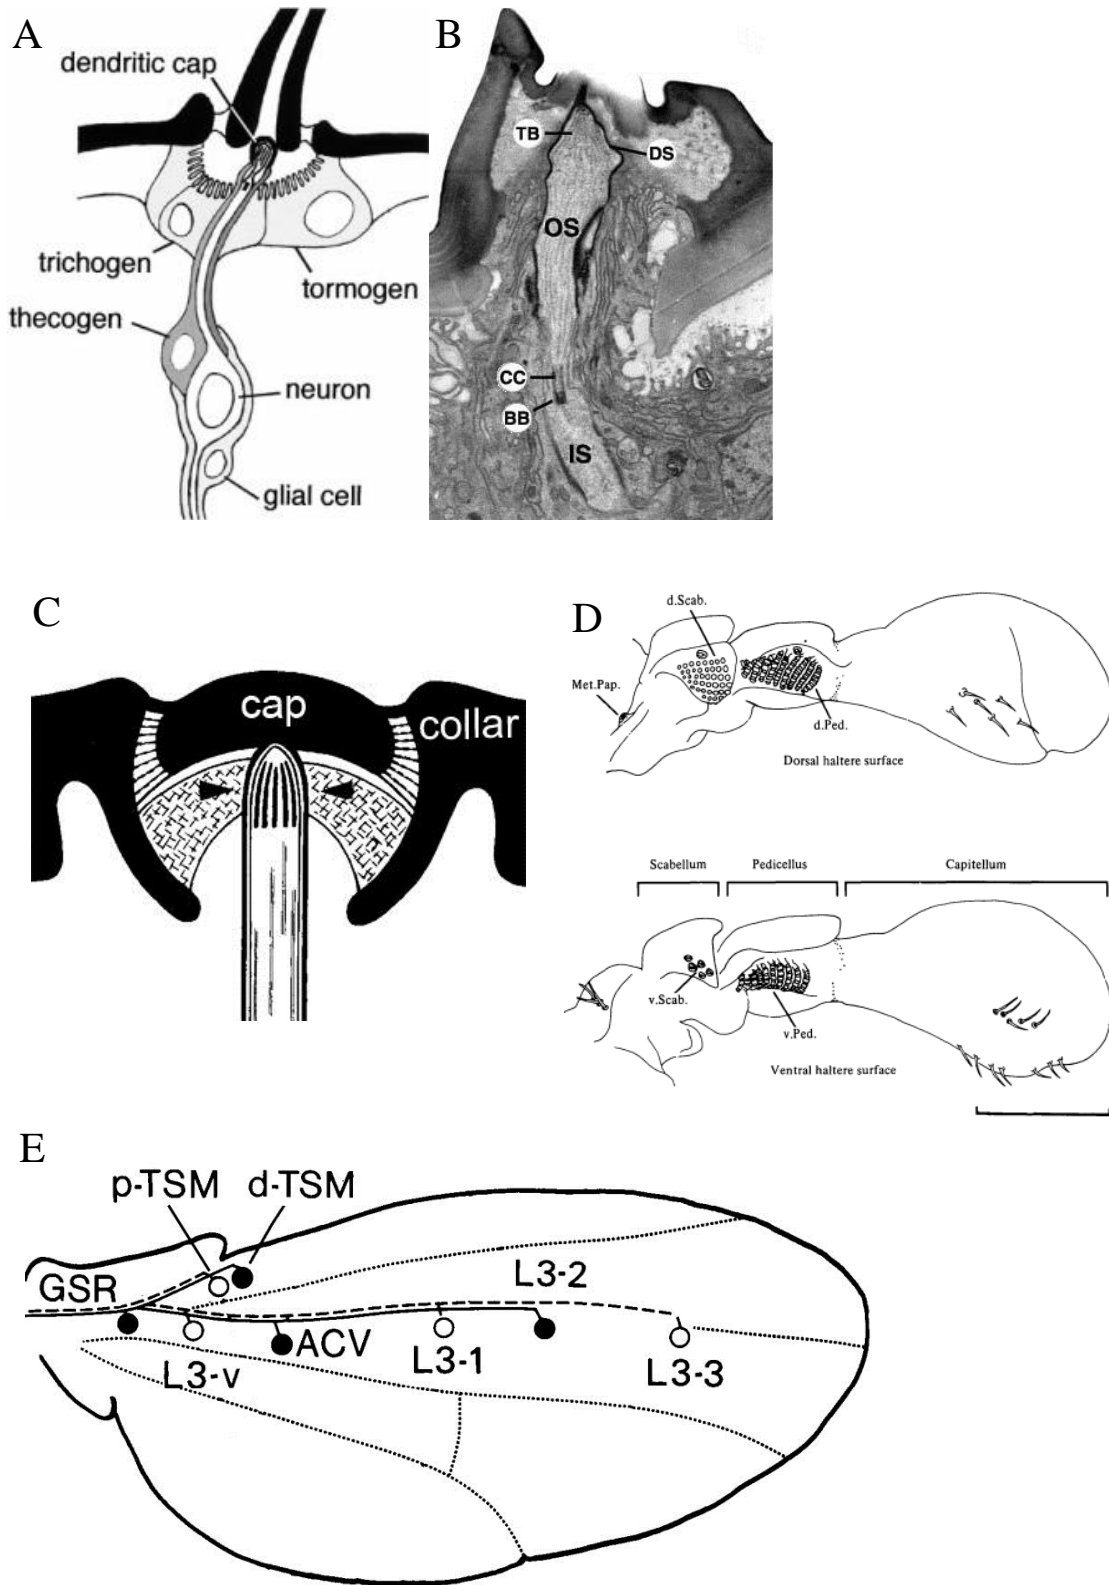 A
dendritic cap
trichogen
tormogen
thecogen
neuron
glial cell
B
TB
DS
OS
CC
BB
IS
C
cap
collar
D
d.Scab.
Met.Pap.
d.Ped.
Dorsal haltere surface
Scabellum Pedicellus Capitellum
v.Scab.
v.Ped.
Ventral haltere surface
E
p-TSM d-TSM
GSR
L3-2
ACV
L3-v
L3-1
L3-3